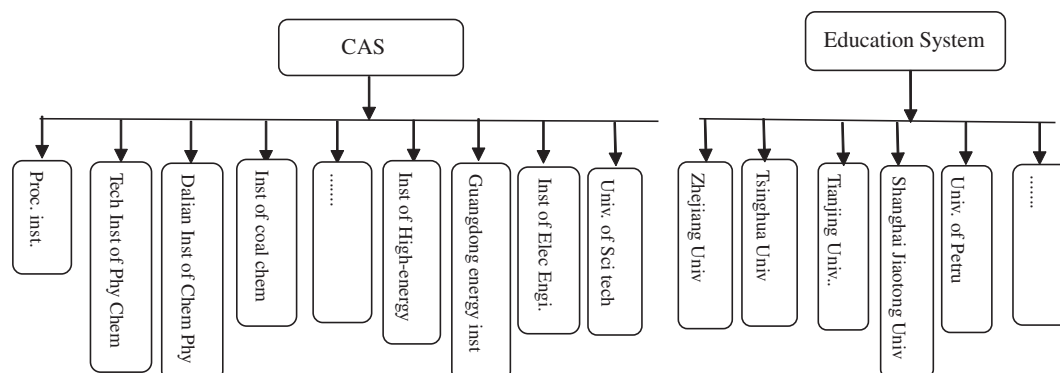 CAS
Education System
Proc. inst.
Tech Inst of Phy Chem
Dalian Inst of Chem Phy
Inst of coal chem
.......
Inst of High-energy
Guangdong energy inst
Inst of Elec Engi.
Univ. of Sci tech
Zhejiang Univ
Tsinghua Univ
Tianjing Univ..
Shanghai Jiaotong Univ
Univ. of Petru
........